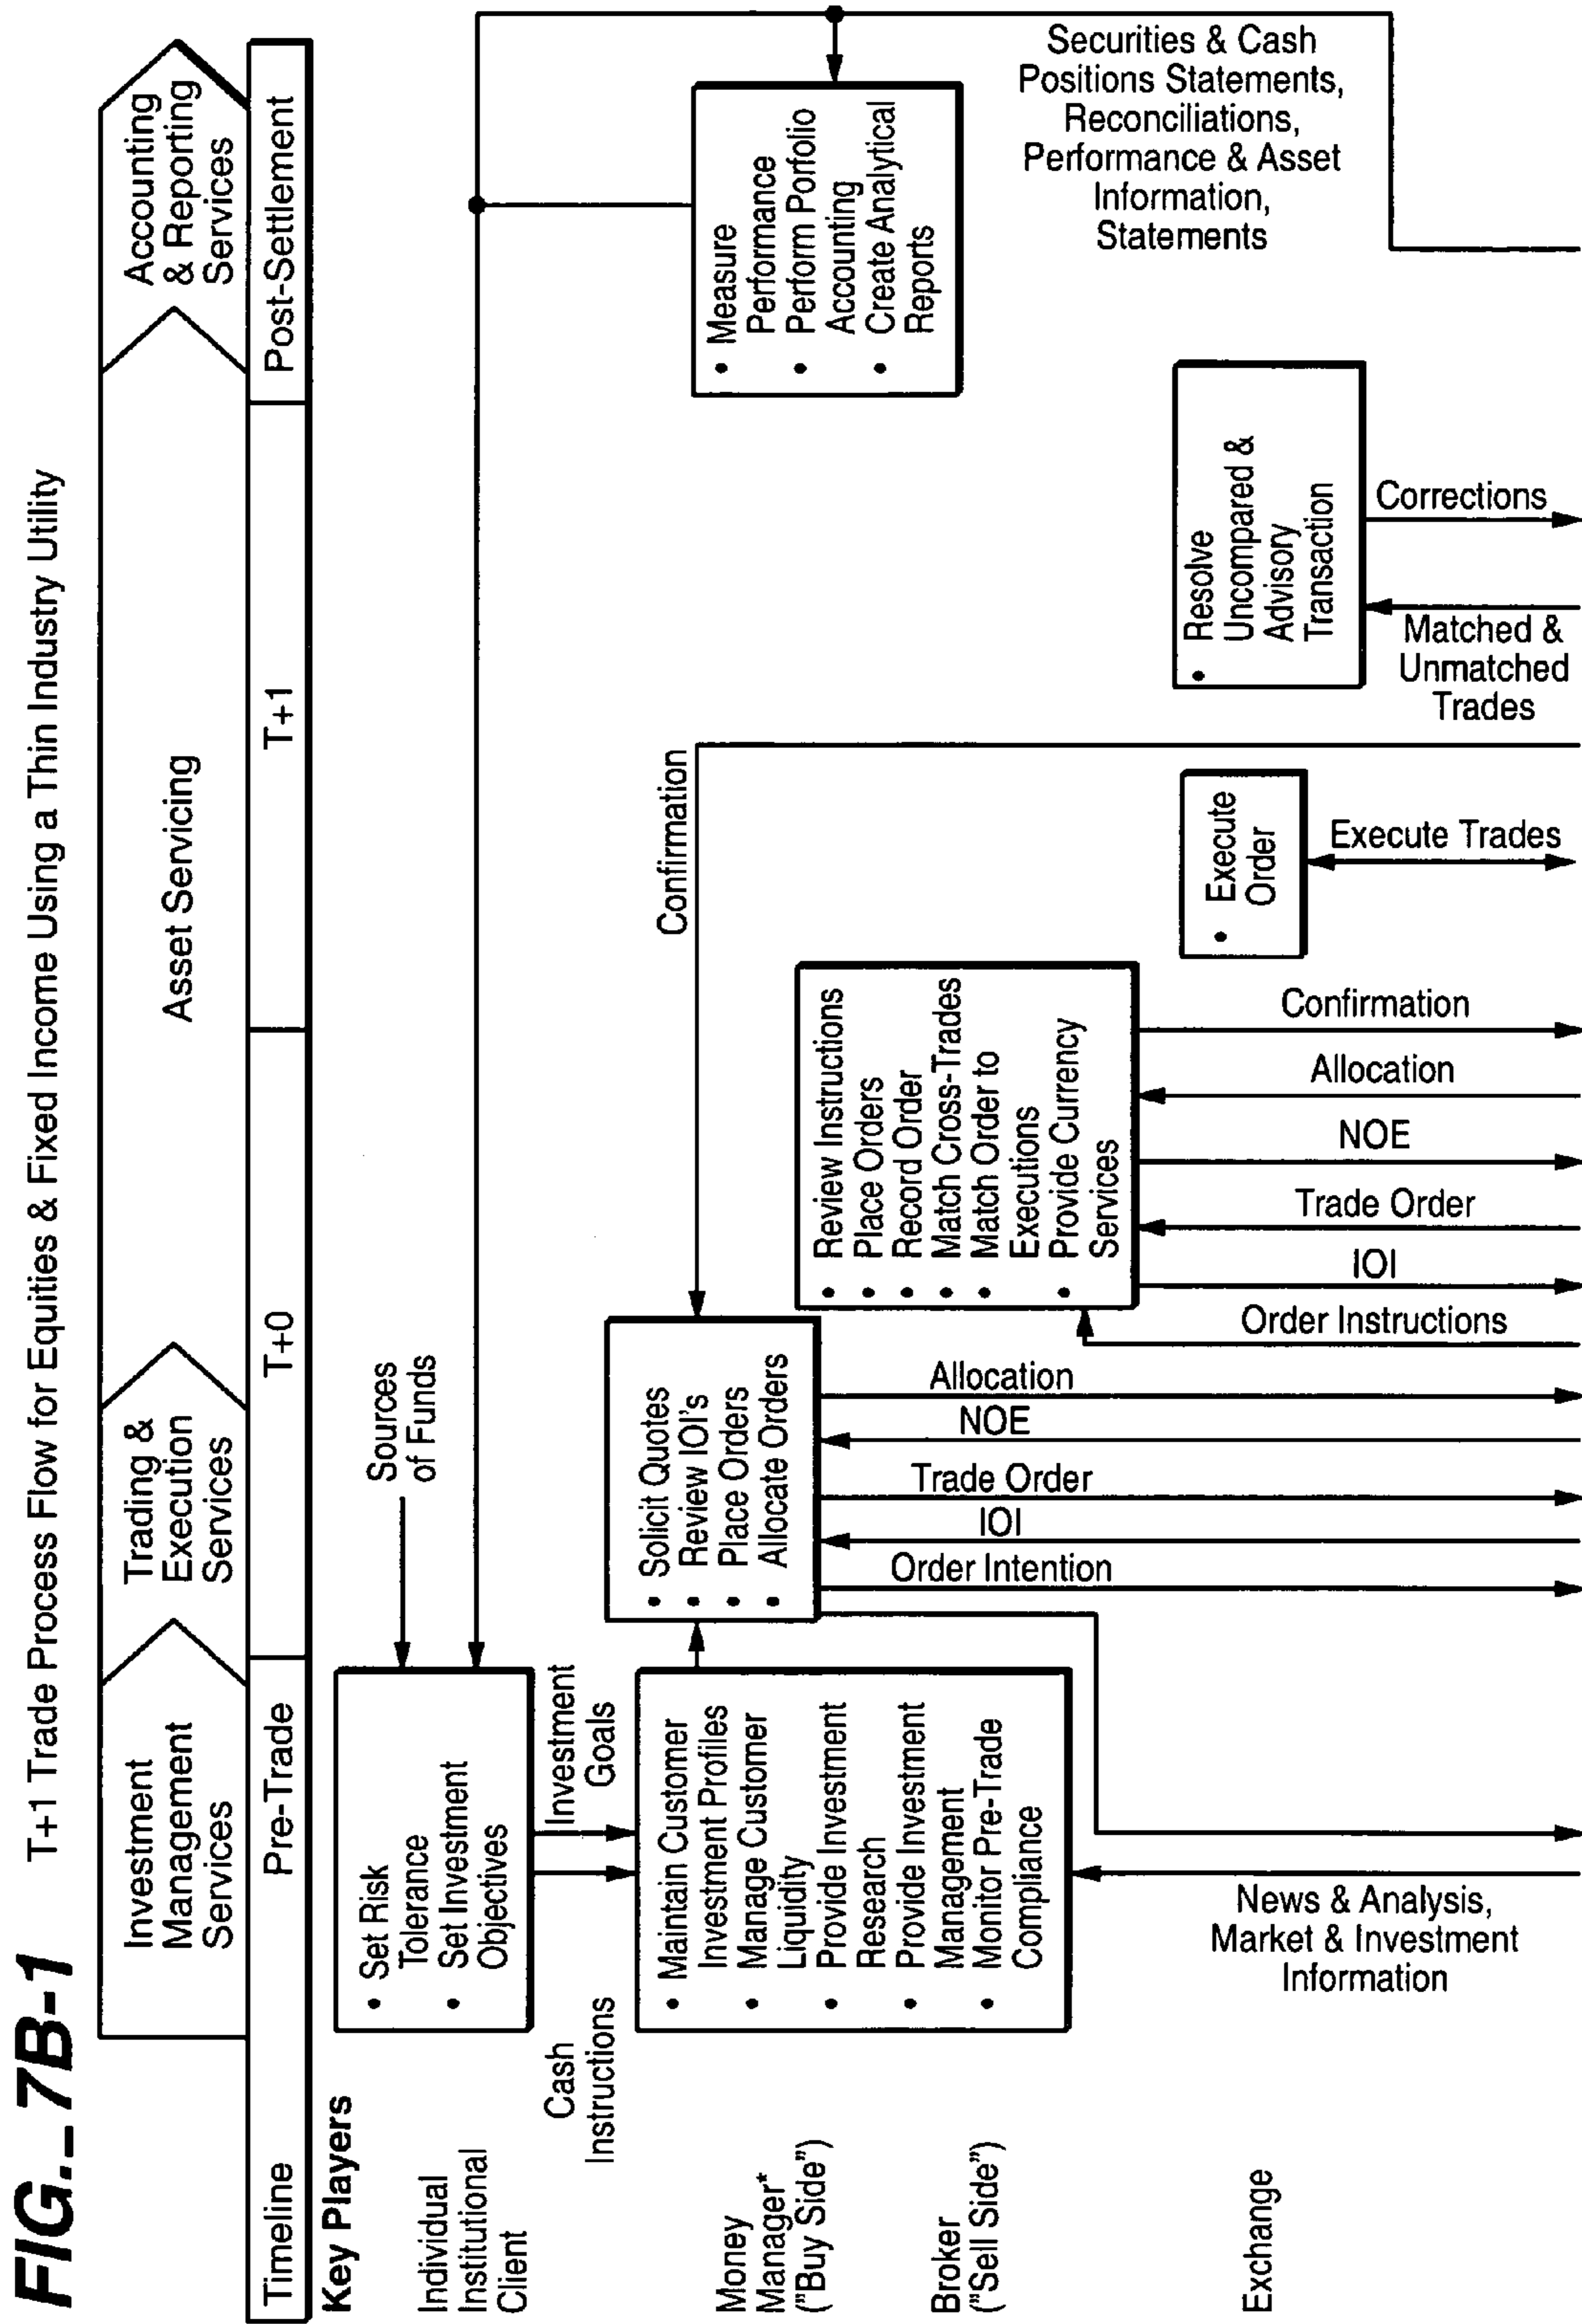 FIG._7B-1
T+1 Trade Process Flow for Equities & Fixed Income Using a Thin Industry Utility
Investment
Management
Services
Trading &
Execution
Services
Asset Servicing
Accounting
& Reporting
Services
Timeline
Pre-Trade
T+0
T+1
Post-Settlement
Key Players
Individual
Institutional
Client
• Set Risk
Tolerance
• Set Investment
Objectives
Sources
of Funds
Cash
Instructions
Investment
Goals
Money
Manager*
("Buy Side")
• Maintain Customer
Investment Profiles
• Manage Customer
Liquidity
• Provide Investment
Research
• Provide Investment
Management
• Monitor Pre-Trade
Compliance
• Solicit Quotes
• Review IOI's
• Place Orders
• Allocate Orders
Confirmation
• Measure
Performance
• Perform Porfolio
Accounting
• Create Analytical
Reports
Broker
("Sell Side")
• Review Instructions
• Place Orders
• Record Order
• Match Cross-Trades
• Match Order to
Executions
• Provide Currency
Services
Order Intention
IOI
Trade Order
NOE
Allocation
Exchange
News & Analysis,
Market & Investment
Information
Order Instructions
IOI
Trade Order
NOE
Allocation
Confirmation
• Execute
Order
Execute Trades
• Resolve
Uncompared &
Advisory
Transaction
Matched &
Unmatched
Trades
Corrections
Securities & Cash
Positions Statements,
Reconciliations,
Performance & Asset
Information,
Statements